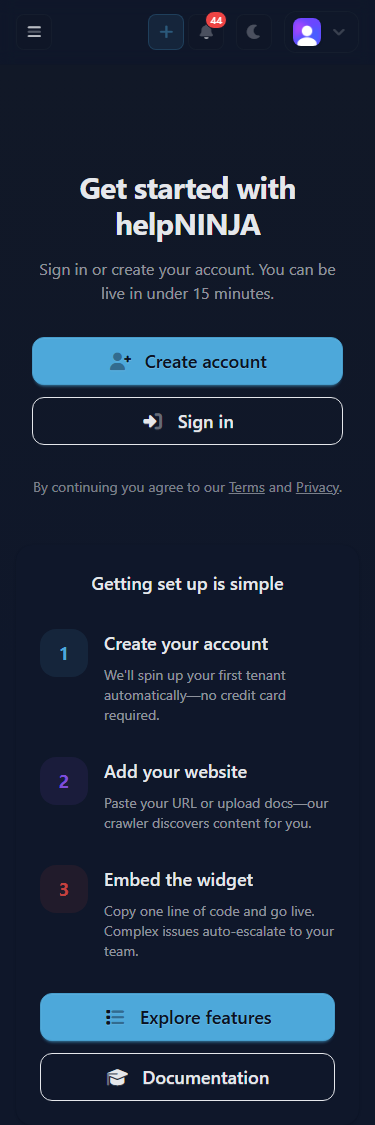 44
Get started with
helpNINJA
Sign in or create your account. You can be
live in under 15 minutes.
Create account
Sign in
By continuing you agree to our Terms and Privacy.
Getting set up is simple
1
Create your account
We'll spin up your first tenant
automatically—no credit card
required.
2
Add your website
Paste your URL or upload docs—our
crawler discovers content for you.
3
Embed the widget
Copy one line of code and go live.
Complex issues auto-escalate to your
team.
Explore features
Documentation